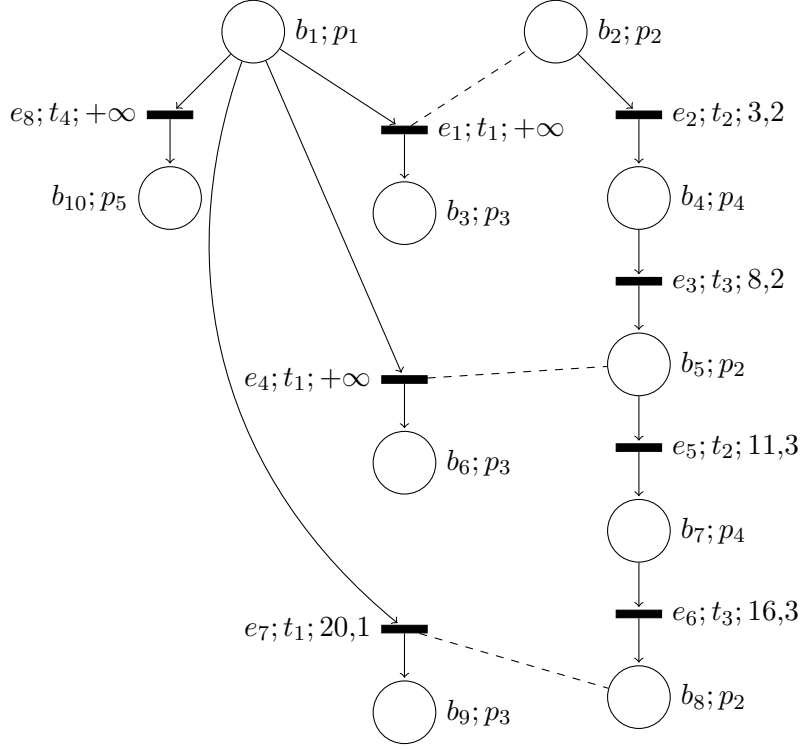 b₁; p₁
b₂; p₂
e₈; t₄; +∞
e₁; t₁; +∞
e₂; t₂; 3,2
b₁₀; p₅
b₃; p₃
b₄; p₄
e₃; t₃; 8,2
e₄; t₁; +∞
b₅; p₂
e₅; t₂; 11,3
b₆; p₃
b₇; p₄
e₇; t₁; 20,1
e₆; t₃; 16,3
b₉; p₃
b₈; p₂